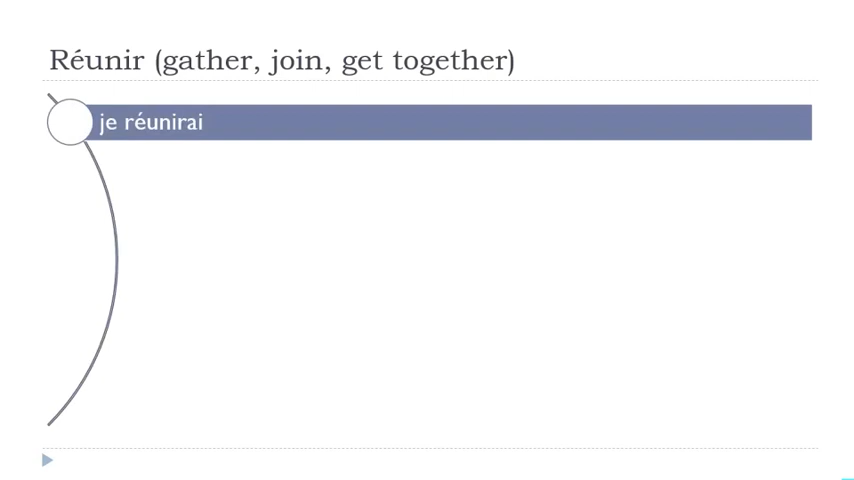 Réunir (gather, join, get together)
je réunirai